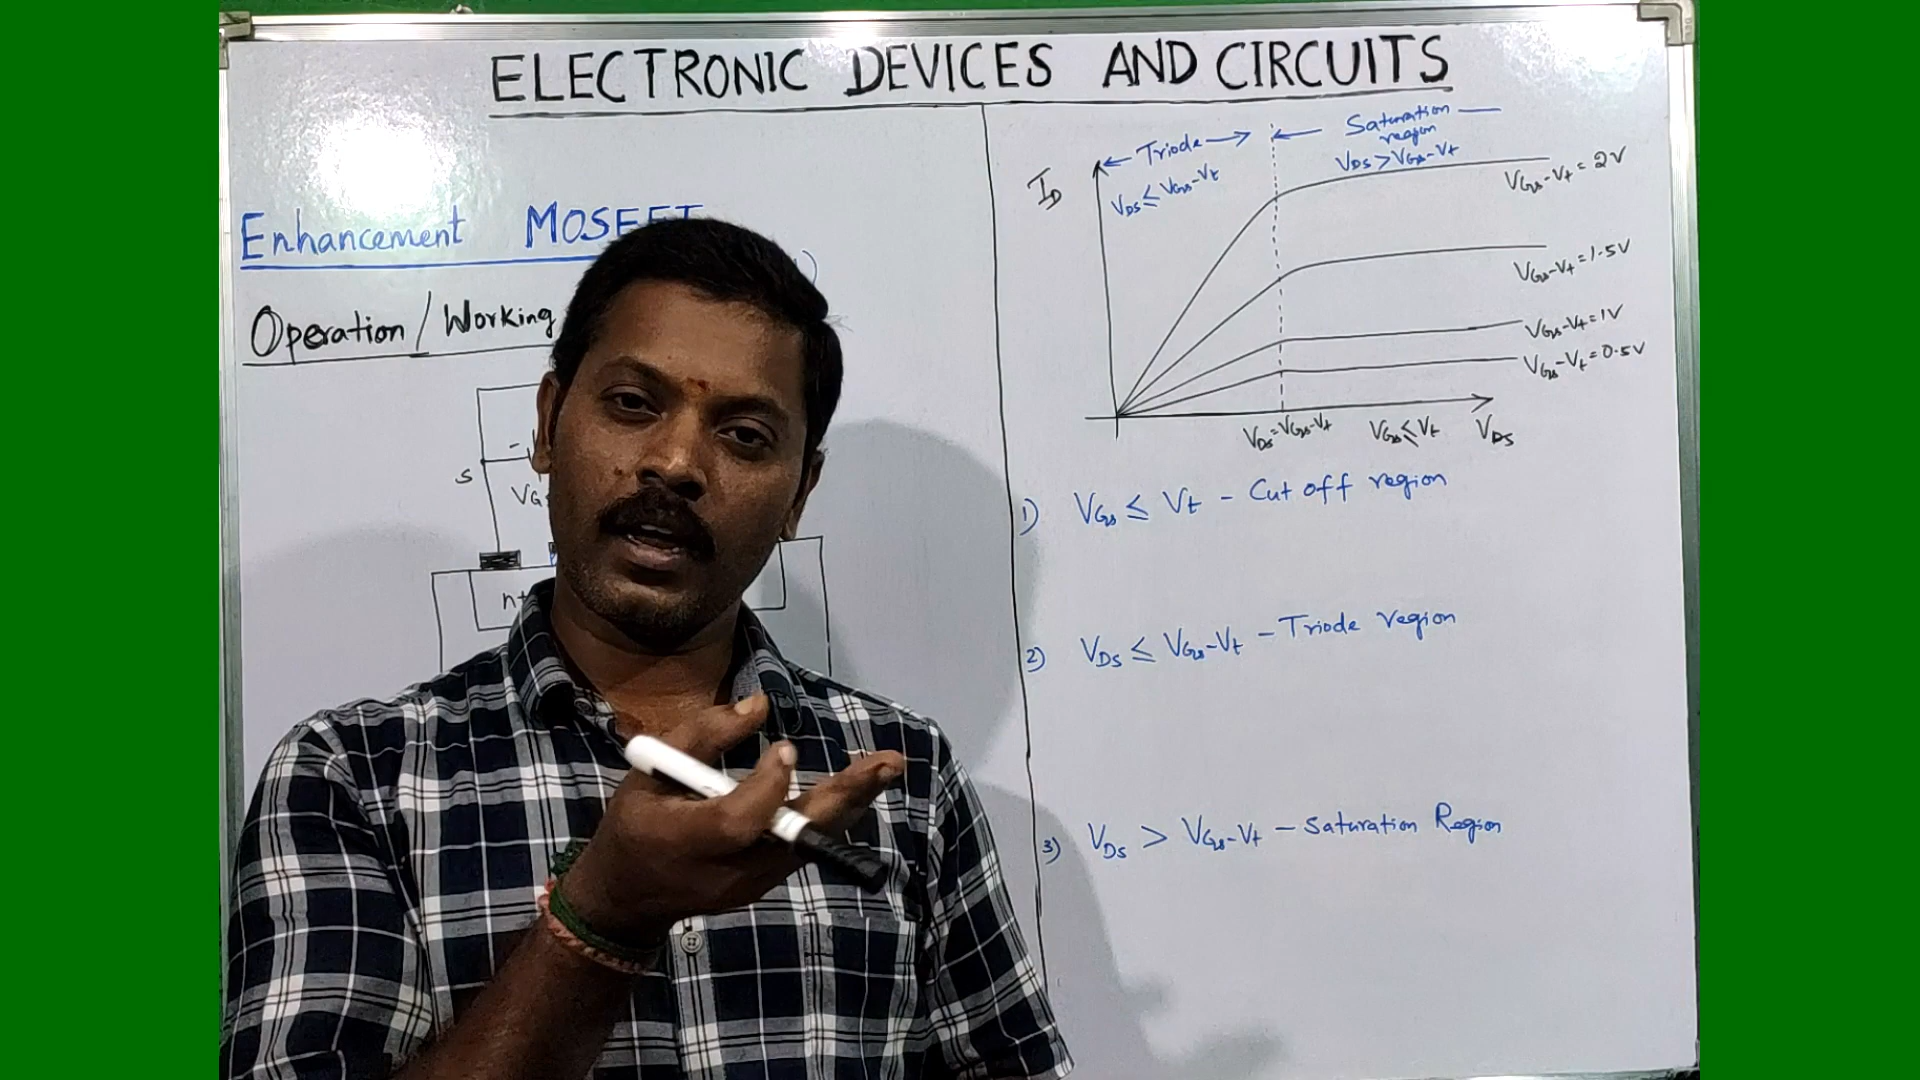 ELECTRONIC DEVICES AND CIRCUITS
Enhancement MOSFET
Operation / Working
S
-
VG
n+
Triode
Saturation region
VDS ≤ VGS-Vt
VDS > VGS-Vt
ID
VGS-Vt = 2V
VGS-Vt = 1.5V
VGS-Vt = 1V
VGS-Vt = 0.5V
VDS = VGS-Vt
VGS ≤ Vt
VDS
1) VGS ≤ Vt - Cut off region
2) VDS ≤ VGS-Vt - Triode region
3) VDS > VGS-Vt - Saturation Region